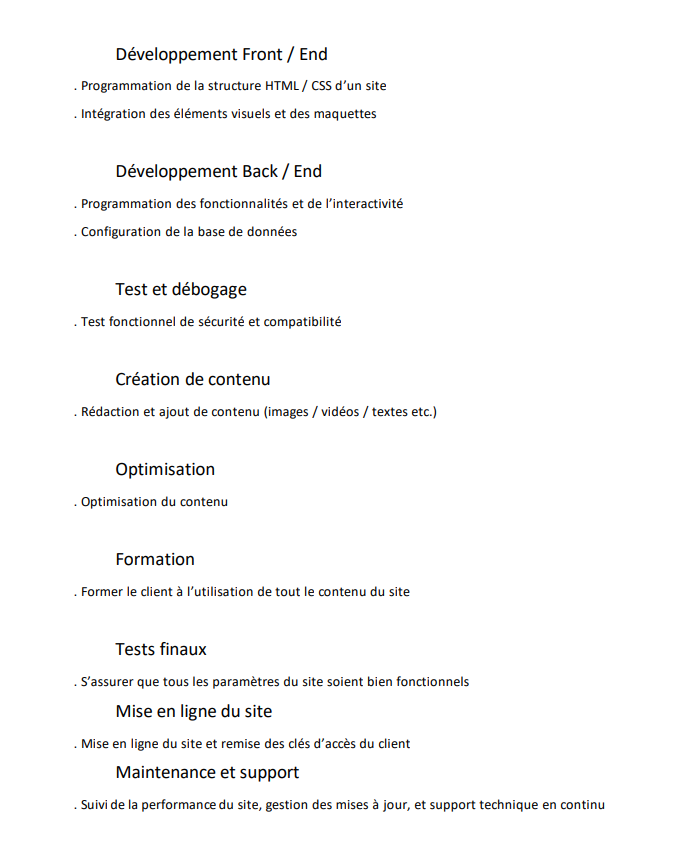 Développement Front / End
. Programmation de la structure HTML / CSS d’un site
. Intégration des éléments visuels et des maquettes
Développement Back / End
. Programmation des fonctionnalités et de l’interactivité
. Configuration de la base de données
Test et débogage
. Test fonctionnel de sécurité et compatibilité
Création de contenu
. Rédaction et ajout de contenu (images / vidéos / textes etc.)
Optimisation
. Optimisation du contenu
Formation
. Former le client à l’utilisation de tout le contenu du site
Tests finaux
. S’assurer que tous les paramètres du site soient bien fonctionnels
Mise en ligne du site
. Mise en ligne du site et remise des clés d’accès du client
Maintenance et support
. Suivi de la performance du site, gestion des mises à jour, et support technique en continu